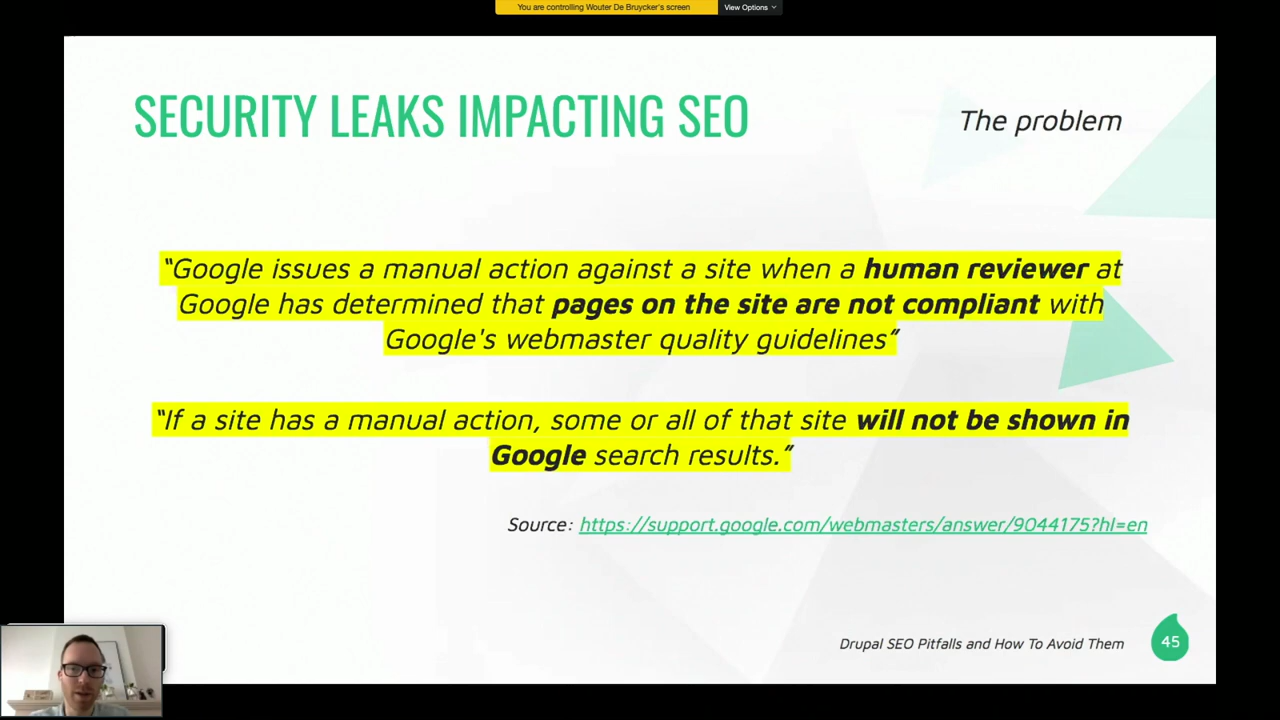 You are controlling Wouter De Bruycker's screen
View Options
SECURITY LEAKS IMPACTING SEO
The problem
“Google issues a manual action against a site when a human reviewer at
Google has determined that pages on the site are not compliant with
Google's webmaster quality guidelines”
“If a site has a manual action, some or all of that site will not be shown in
Google search results.”
Source: https://support.google.com/webmasters/answer/9044175?hl=en
Drupal SEO Pitfalls and How To Avoid Them
45